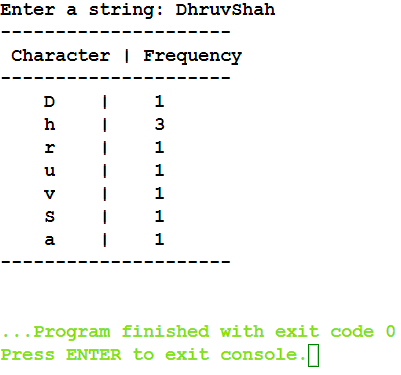 Enter a string: DhruvShah
---------------------
 Character | Frequency
---------------------
    D    |    1
    h    |    3
    r    |    1
    u    |    1
    v    |    1
    S    |    1
    a    |    1
---------------------
...Program finished with exit code 0
Press ENTER to exit console.